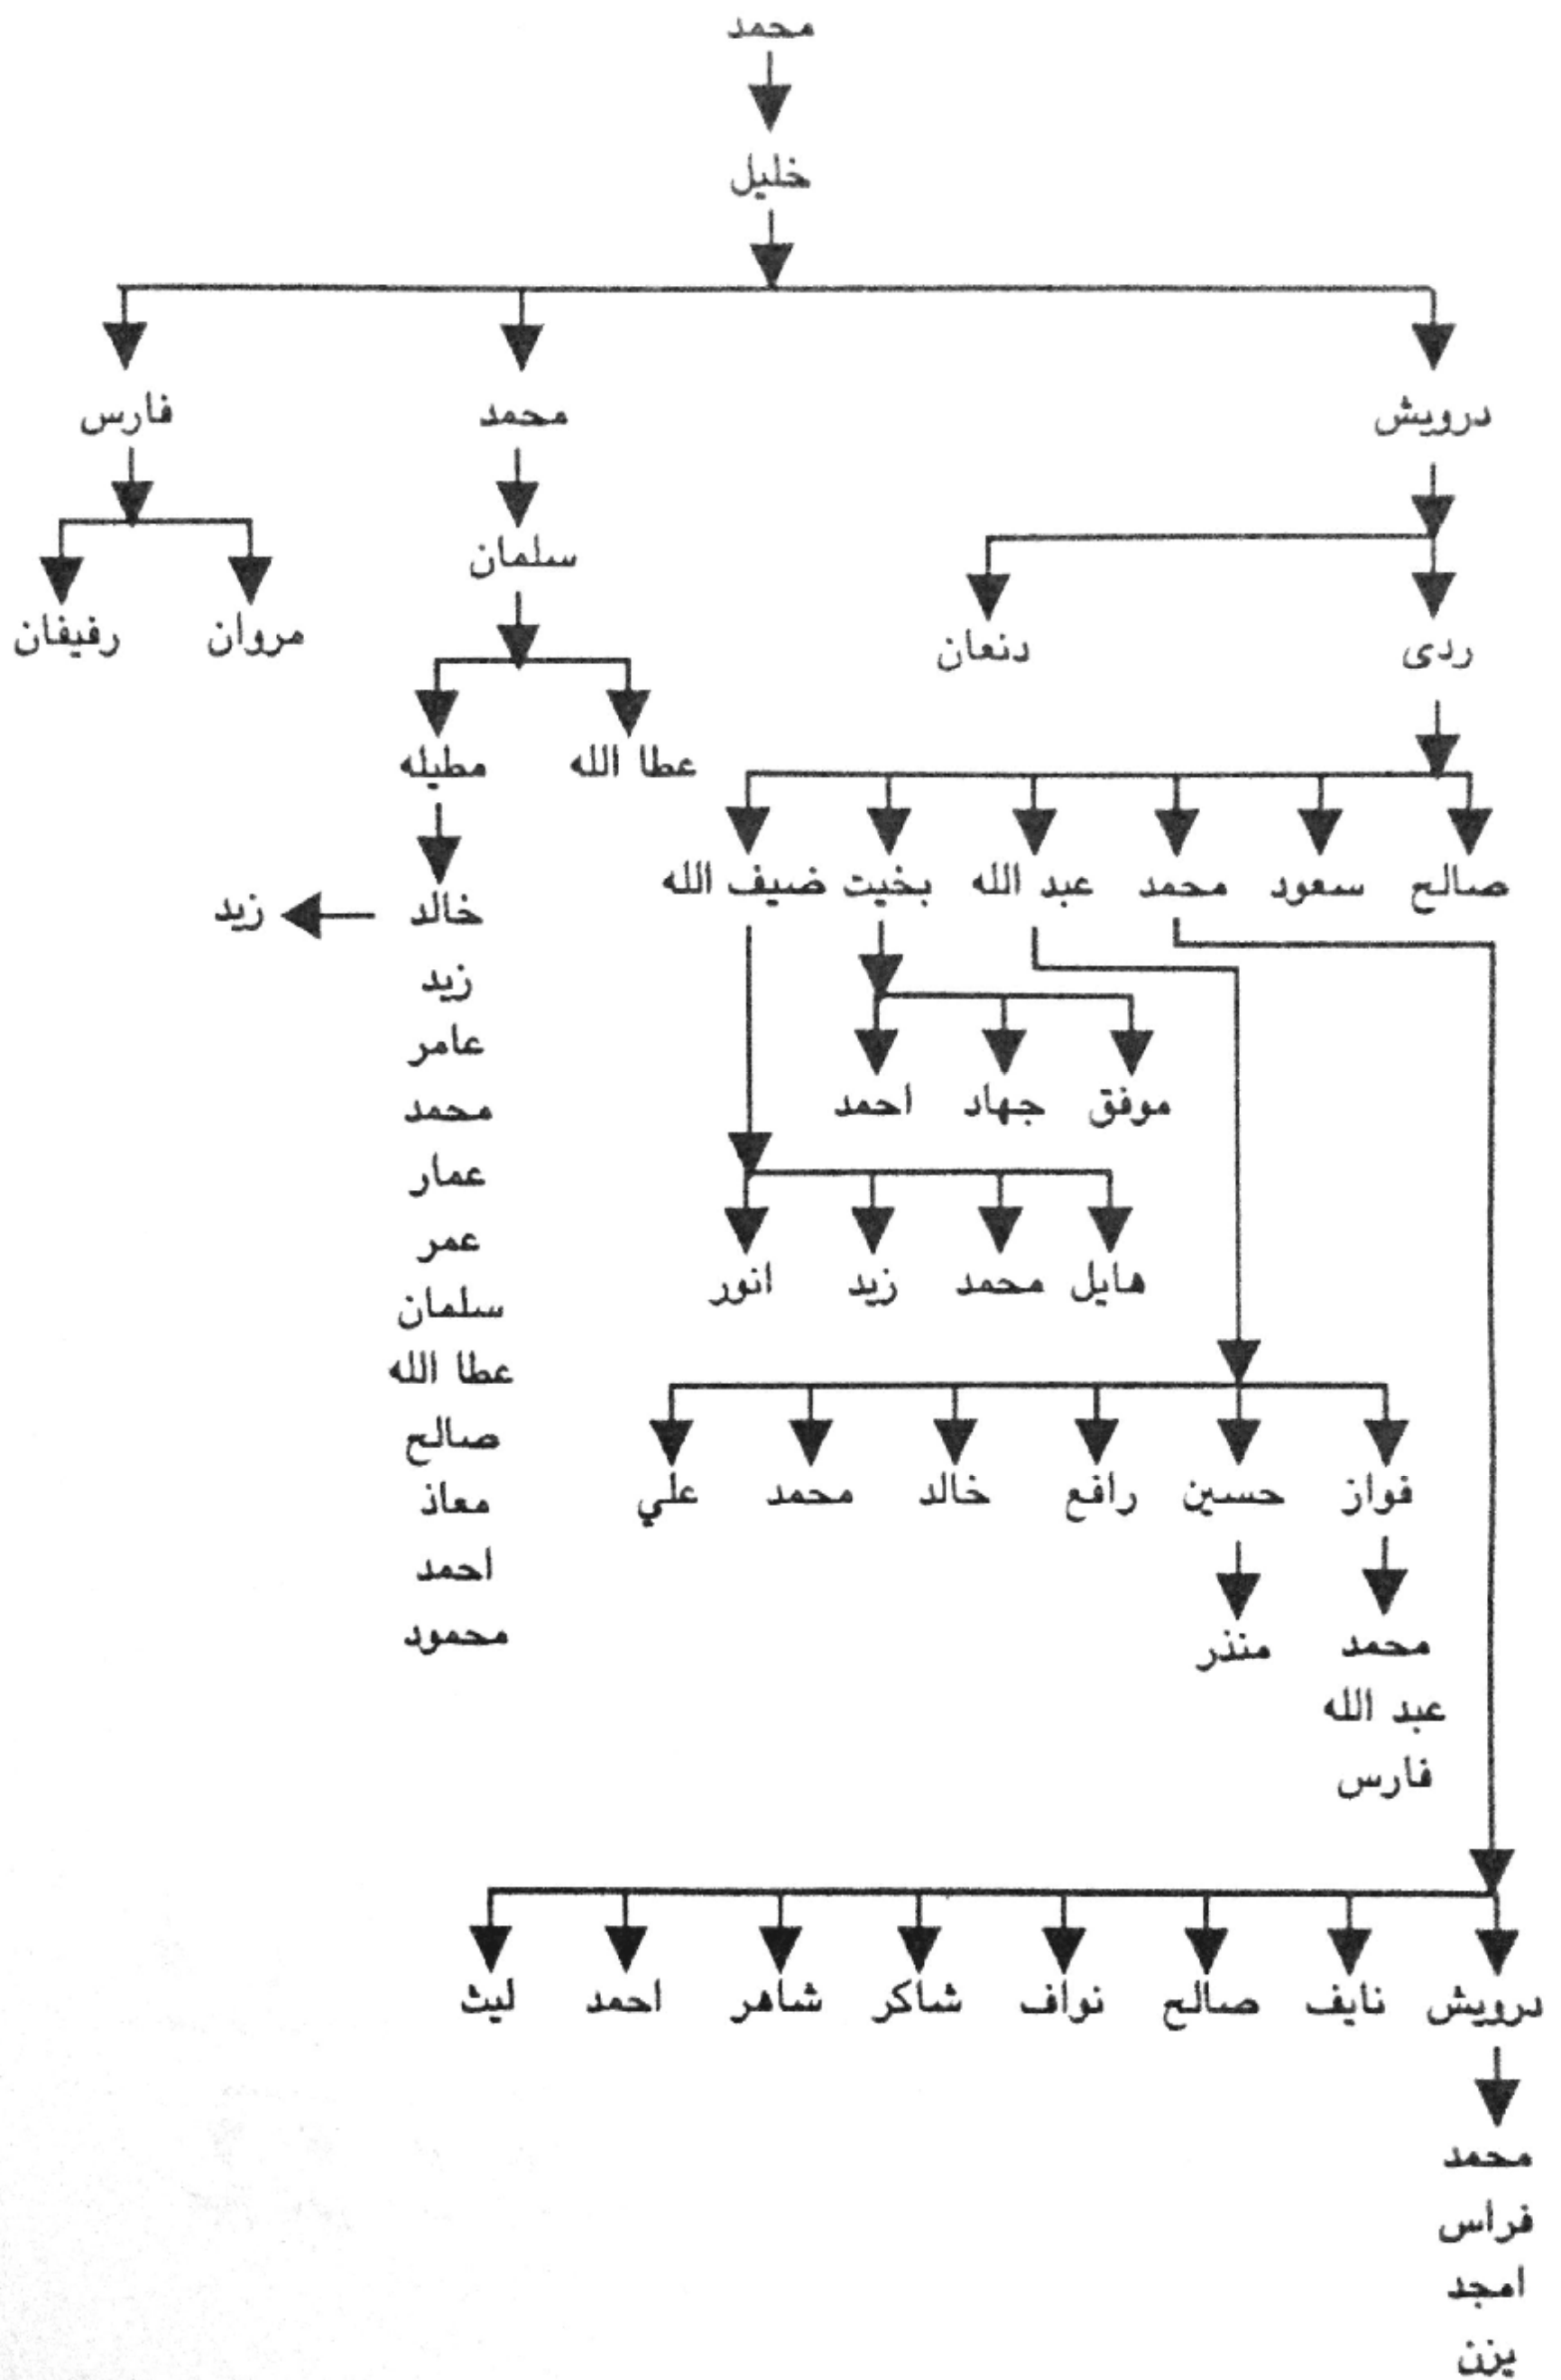 محمد
خليل
درويش محمد فارس
سلمان
مروان رفيفان
ردى دنعان
عطا الله مطيله
صالح سعود محمد عبد الله بخيت ضيف الله
خالد زيد
زيد
عامر
موفق جهاد احمد
محمد
عمار
عمر
هايل محمد زيد انور
سلمان
عطا الله
صالح
فواز حسين رافع خالد محمد علي
معاذ
احمد
محمود
محمد منذر
عبد الله
فارس
درويش نايف صالح نواف شاكر شاهر احمد ليث
محمد
فراس
امجد
يزن